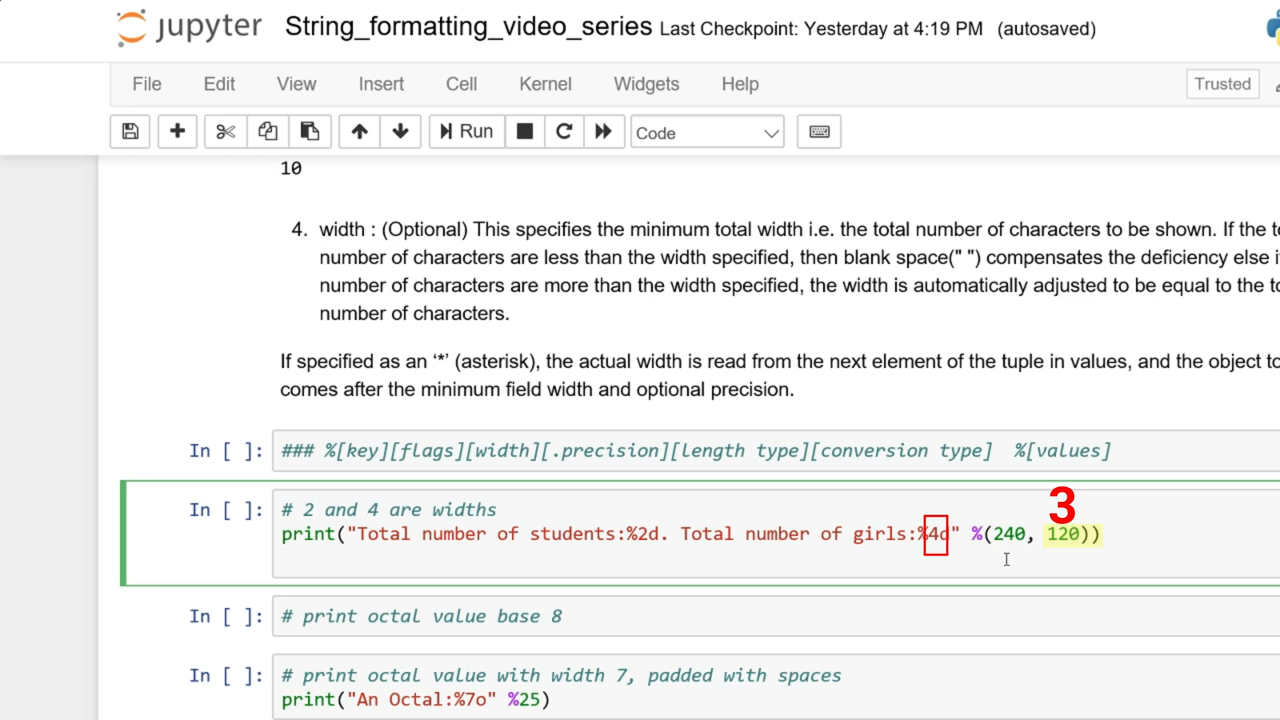 jupyter String_formatting_video_series Last Checkpoint: Yesterday at 4:19 PM (autosaved)
File Edit View Insert Cell Kernel Widgets Help Trusted
Run Code
10
4. width : (Optional) This specifies the minimum total width i.e. the total number of characters to be shown. If the to
number of characters are less than the width specified, then blank space(" ") compensates the deficiency else i
number of characters are more than the width specified, the width is automatically adjusted to be equal to the to
number of characters.
If specified as an ‘*’ (asterisk), the actual width is read from the next element of the tuple in values, and the object to
comes after the minimum field width and optional precision.
In [ ]: ### %[key][flags][width][.precision][length type][conversion type]  %[values]
3
In [ ]: # 2 and 4 are widths
print("Total number of students:%2d. Total number of girls:%4d" %(240, 120))
In [ ]: # print octal value base 8
In [ ]: # print octal value with width 7, padded with spaces
print("An Octal:%7o" %25)